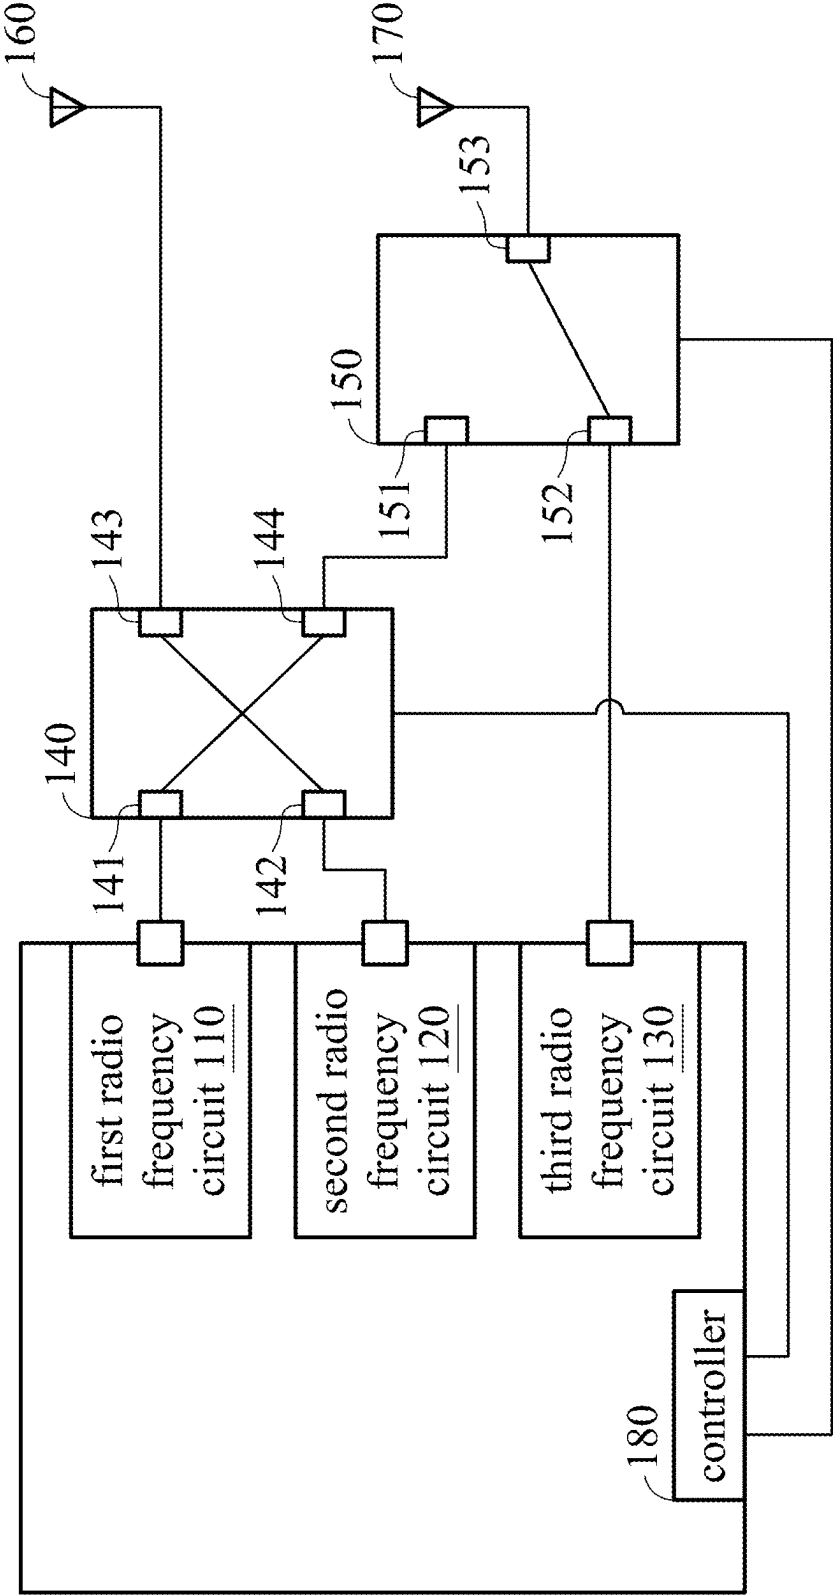 160
170
143
144
153
140
150
141
142
151
152
first radio
frequency
circuit 110
second radio
frequency
circuit 120
third radio
frequency
circuit 130
180
controller